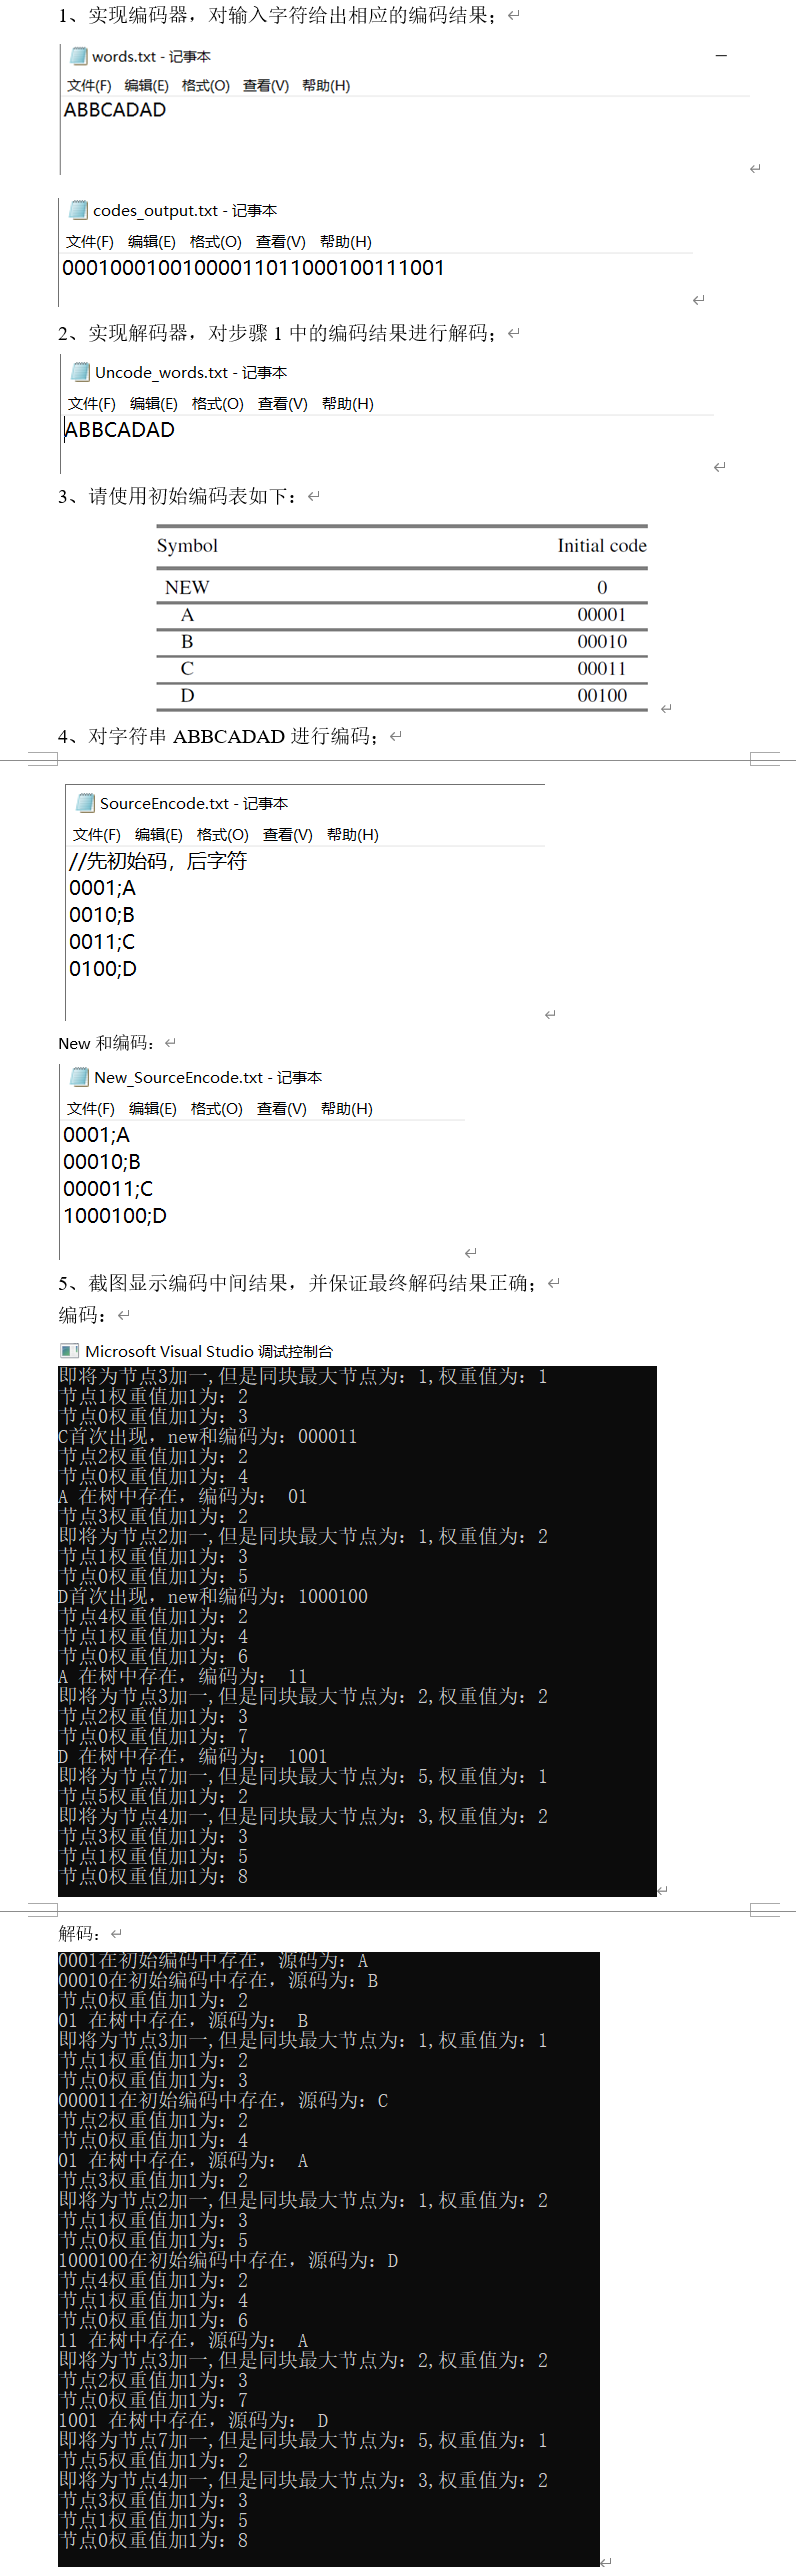 1、实现编码器，对输入字符给出相应的编码结果；↵
words.txt - 记事本
文件(F) 编辑(E) 格式(O) 查看(V) 帮助(H)
ABBCADAD
↵
codes_output.txt - 记事本
文件(F) 编辑(E) 格式(O) 查看(V) 帮助(H)
00010001001000011011000100111001
↵
2、实现解码器，对步骤 1 中的编码结果进行解码；↵
Uncode_words.txt - 记事本
文件(F) 编辑(E) 格式(O) 查看(V) 帮助(H)
ABBCADAD
↵
3、请使用初始编码表如下：↵
Symbol Initial code
NEW 0
A 00001
B 00010
C 00011
D 00100
↵
4、对字符串 ABBCADAD 进行编码；↵
SourceEncode.txt - 记事本
文件(F) 编辑(E) 格式(O) 查看(V) 帮助(H)
//先初始码，后字符
0001;A
0010;B
0011;C
0100;D
↵
New 和编码：↵
New_SourceEncode.txt - 记事本
文件(F) 编辑(E) 格式(O) 查看(V) 帮助(H)
0001;A
00010;B
000011;C
1000100;D
↵
5、截图显示编码中间结果，并保证最终解码结果正确；↵
编码：↵
Microsoft Visual Studio 调试控制台
即将为节点3加一,但是同块最大节点为：1,权重值为：1
节点1权重值加1为：2
节点0权重值加1为：3
C首次出现，new和编码为：000011
节点2权重值加1为：2
节点0权重值加1为：4
A 在树中存在，编码为： 01
节点3权重值加1为：2
即将为节点2加一,但是同块最大节点为：1,权重值为：2
节点1权重值加1为：3
节点0权重值加1为：5
D首次出现，new和编码为：1000100
节点4权重值加1为：2
节点1权重值加1为：4
节点0权重值加1为：6
A 在树中存在，编码为： 11
即将为节点3加一,但是同块最大节点为：2,权重值为：2
节点2权重值加1为：3
节点0权重值加1为：7
D 在树中存在，编码为： 1001
即将为节点7加一,但是同块最大节点为：5,权重值为：1
节点5权重值加1为：2
即将为节点4加一,但是同块最大节点为：3,权重值为：2
节点3权重值加1为：3
节点1权重值加1为：5
节点0权重值加1为：8
↵
解码：↵
0001在初始编码中存在，源码为：A
00010在初始编码中存在，源码为：B
节点0权重值加1为：2
01 在树中存在，源码为： B
即将为节点3加一,但是同块最大节点为：1,权重值为：1
节点1权重值加1为：2
节点0权重值加1为：3
000011在初始编码中存在，源码为：C
节点2权重值加1为：2
节点0权重值加1为：4
01 在树中存在，源码为： A
节点3权重值加1为：2
即将为节点2加一,但是同块最大节点为：1,权重值为：2
节点1权重值加1为：3
节点0权重值加1为：5
1000100在初始编码中存在，源码为：D
节点4权重值加1为：2
节点1权重值加1为：4
节点0权重值加1为：6
11 在树中存在，源码为： A
即将为节点3加一,但是同块最大节点为：2,权重值为：2
节点2权重值加1为：3
节点0权重值加1为：7
1001 在树中存在，源码为： D
即将为节点7加一,但是同块最大节点为：5,权重值为：1
节点5权重值加1为：2
即将为节点4加一,但是同块最大节点为：3,权重值为：2
节点3权重值加1为：3
节点1权重值加1为：5
节点0权重值加1为：8
↵